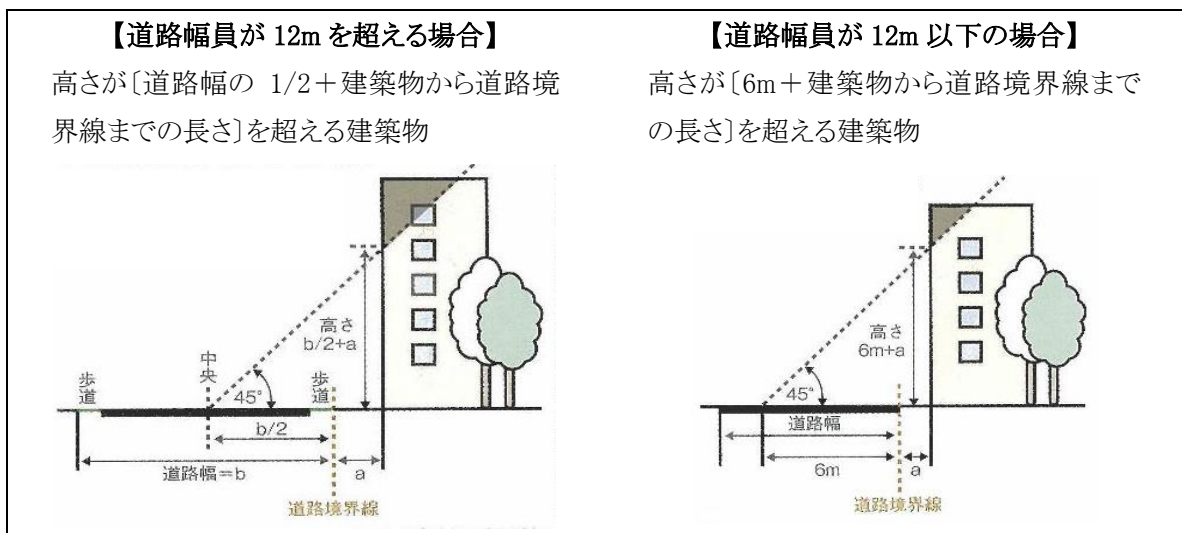 【道路幅員が 12m を超える場合】
高さが〔道路幅の 1/2＋建築物から道路境
界線までの長さ〕を超える建築物
高さ
b/2+a
中央
歩道
45°
歩道
b/2
道路幅＝b
a
道路境界線
【道路幅員が 12m 以下の場合】
高さが〔6m＋建築物から道路境界線まで
の長さ〕を超える建築物
高さ
6m+a
45°
道路幅
6m
a
道路境界線